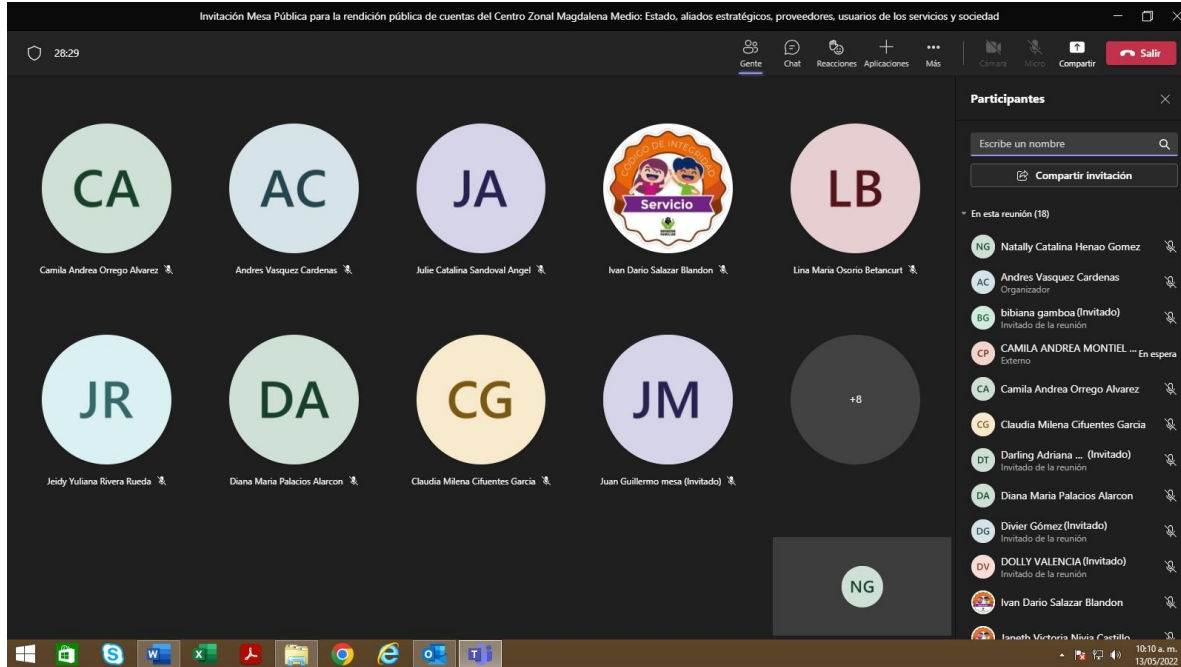 Invitación Mesa Pública para la rendición pública de cuentas del Centro Zonal Magdalena Medio: Estado, aliados estratégicos, proveedores, usuarios de los servicios y sociedad
28:29
Gente
Chat
Reacciones
Aplicaciones
Más
Cámara
Micro
Compartir
Salir
CA
Camila Andrea Orrego Alvarez
AC
Andres Vasquez Cardenas
JA
Julie Catalina Sandoval Angel
CÓDIGO DE INTEGRIDAD
Servicio
Ivan Dario Salazar Blandon
LB
Lina Maria Osorio Betancurt
JR
Jeidy Yuliana Rivera Rueda
DA
Diana Maria Palacios Alarcon
CG
Claudia Milena Cifuentes Garcia
JM
Juan Guillermo mesa (Invitado)
+8
NG
Participantes
Escribe un nombre
Compartir invitación
En esta reunión (18)
NG
Natally Catalina Henao Gomez
AC
Andres Vasquez Cardenas
Organizador
BG
bibiana gamboa (Invitado)
Invitado de la reunión
CP
CAMILA ANDREA MONTIEL ... En espera
Externo
CA
Camila Andrea Orrego Alvarez
CG
Claudia Milena Cifuentes Garcia
DT
Darling Adriana ... (Invitado)
Invitado de la reunión
DA
Diana Maria Palacios Alarcon
DG
Divier Gómez (Invitado)
Invitado de la reunión
DV
DOLLY VALENCIA (Invitado)
Invitado de la reunión
Ivan Dario Salazar Blandon
Janeth Victoria Nivia Castillo
10:10 a. m.
13/05/2022